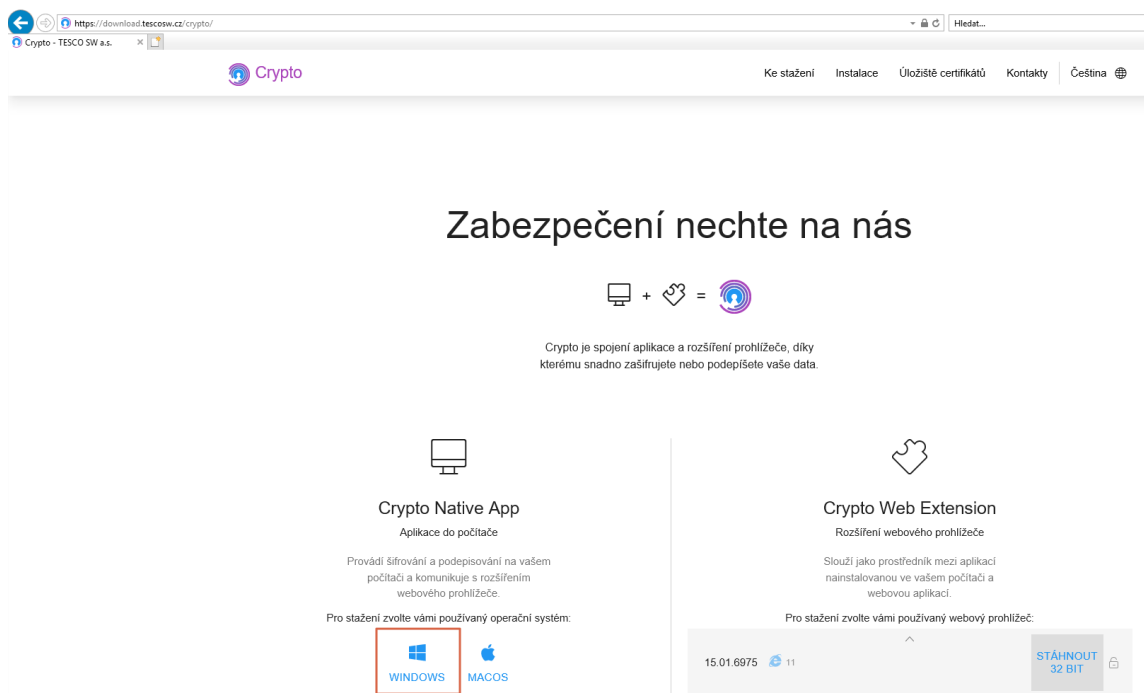 https://download.tescosw.cz/crypto/
Hledat...
Crypto - TESCO SW a.s.
Crypto
Ke stažení
Instalace
Úložiště certifikátů
Kontakty
Čeština
Zabezpečení nechte na nás
+ =
Crypto je spojení aplikace a rozšíření prohlížeče, díky
kterému snadno zašifrujete nebo podepíšete vaše data.
Crypto Native App
Aplikace do počítače
Provádí šifrování a podepisování na vašem
počítači a komunikuje s rozšířením
webového prohlížeče.
Pro stažení zvolte vámi používaný operační systém:
WINDOWS
MACOS
Crypto Web Extension
Rozšíření webového prohlížeče
Slouží jako prostředník mezi aplikací
nainstalovanou ve vašem počítači a
webovou aplikací.
Pro stažení zvolte vámi používaný webový prohlížeč:
15.01.6975
11
STÁHNOUT
32 BIT